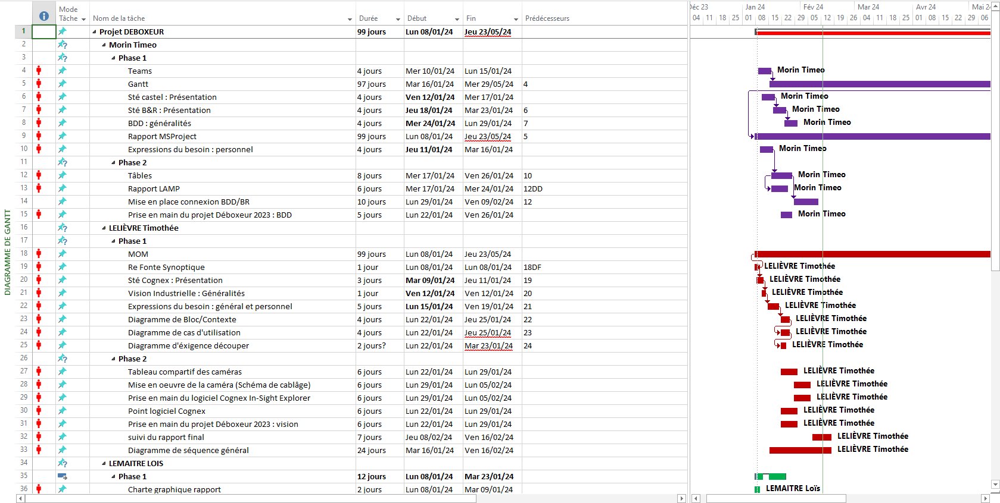 Mode Tâche Nom de la tâche Durée Début Fin Prédécesseurs
1 Projet DEBOXEUR 99 jours Lun 08/01/24 Jeu 23/05/24
2 Morin Timeo
3 Phase 1
4 Teams 4 jours Mer 10/01/24 Lun 15/01/24
5 Gantt 97 jours Mar 16/01/24 Mer 29/05/24 4
6 Sté castel : Présentation 4 jours Ven 12/01/24 Mer 17/01/24
7 Sté B&R : Présentation 4 jours Jeu 18/01/24 Mar 23/01/24 6
8 BDD : généralités 4 jours Mer 24/01/24 Lun 29/01/24 7
9 Rapport MSProject 99 jours Lun 08/01/24 Jeu 23/05/24 5
10 Expressions du besoin : personnel 4 jours Jeu 11/01/24 Mar 16/01/24
11 Phase 2
12 Tâbles 8 jours Mer 17/01/24 Ven 26/01/24 10
13 Rapport LAMP 6 jours Mer 17/01/24 Mer 24/01/24 12DD
14 Mise en place connexion BDD/BR 10 jours Lun 29/01/24 Ven 09/02/24 12
15 Prise en main du projet Déboxeur 2023 : BDD 5 jours Lun 22/01/24 Ven 26/01/24
16 LELIÈVRE Timothée
17 Phase 1
18 MOM 99 jours Lun 08/01/24 Jeu 23/05/24
19 Re Fonte Synoptique 1 jour Lun 08/01/24 Lun 08/01/24 18DF
20 Sté Cognex : Présentation 3 jours Mar 09/01/24 Jeu 11/01/24 19
21 Vision Industrielle : Généralités 1 jour Ven 12/01/24 Ven 12/01/24 20
22 Expressions du besoin : général et personnel 5 jours Lun 15/01/24 Ven 19/01/24 21
23 Diagramme de Bloc/Contexte 4 jours Lun 22/01/24 Jeu 25/01/24 22
24 Diagramme de cas d'utilisation 4 jours Lun 22/01/24 Jeu 25/01/24 23
25 Diagramme d'éxigence découper 2 jours? Lun 22/01/24 Mar 23/01/24 24
26 Phase 2
27 Tableau compartif des caméras 6 jours Lun 22/01/24 Lun 29/01/24
28 Mise en oeuvre de la caméra (Schéma de cablâge) 6 jours Lun 29/01/24 Lun 05/02/24
29 Prise en main du logiciel Cognex In-Sight Explorer 6 jours Lun 29/01/24 Lun 05/02/24
30 Point logiciel Cognex 6 jours Lun 22/01/24 Lun 29/01/24
31 Prise en main du projet Déboxeur 2023 : vision 6 jours Lun 22/01/24 Lun 29/01/24
32 suivi du rapport final 7 jours Jeu 08/02/24 Ven 16/02/24
33 Diagramme de séquence général 24 jours Mar 16/01/24 Ven 16/02/24
34 LEMAITRE LOIS
35 Phase 1 12 jours Lun 08/01/24 Mar 23/01/24
36 Charte graphique rapport 2 jours Lun 08/01/24 Mar 09/01/24
DIAGRAMME DE GANTT
Déc 23 Jan 24 Fév 24 Mar 24 Avr 24 Mai 24
04 11 18 25 01 08 15 22 29 05 12 19 26 04 11 18 25 01 08 15 22 29 06
Morin Timeo
Morin Timeo
Morin Timeo
Morin Timeo
Morin Timeo
Morin Timeo
Morin Timeo
Morin Timeo
LELIÈVRE Timothée
LELIÈVRE Timothée
LELIÈVRE Timothée
LELIÈVRE Timothée
LELIÈVRE Timothée
LELIÈVRE Timothée
LELIÈVRE Timothée
LELIÈVRE Timothée
LELIÈVRE Timothée
LELIÈVRE Timothée
LELIÈVRE Timothée
LELIÈVRE Timothée
LELIÈVRE Timothée
LELIÈVRE Timothée
LEMAITRE Loïs